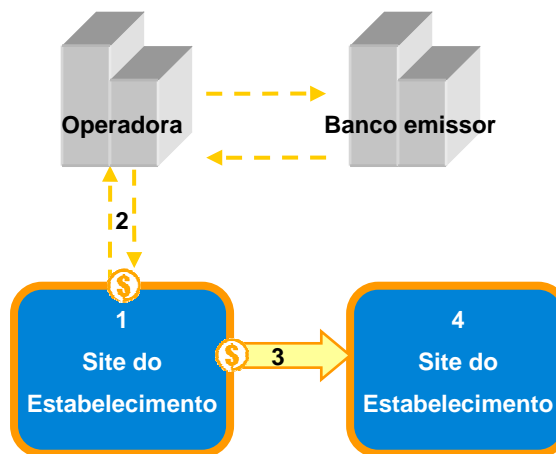 Operadora
Banco emissor
2
$
1
Site do
Estabelecimento
$
3
4
Site do
Estabelecimento